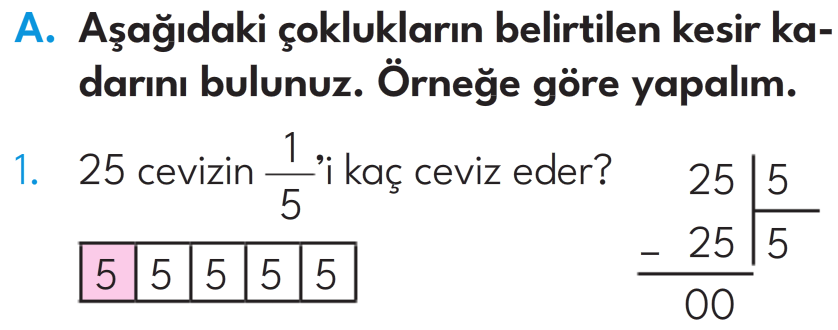 A. Aşağıdaki çoklukların belirtilen kesir ka-
darını bulunuz. Örneğe göre yapalım.
1. 25 cevizin 1/5 'i kaç ceviz eder?
5 5 5 5 5
25 5
- 25 5
00